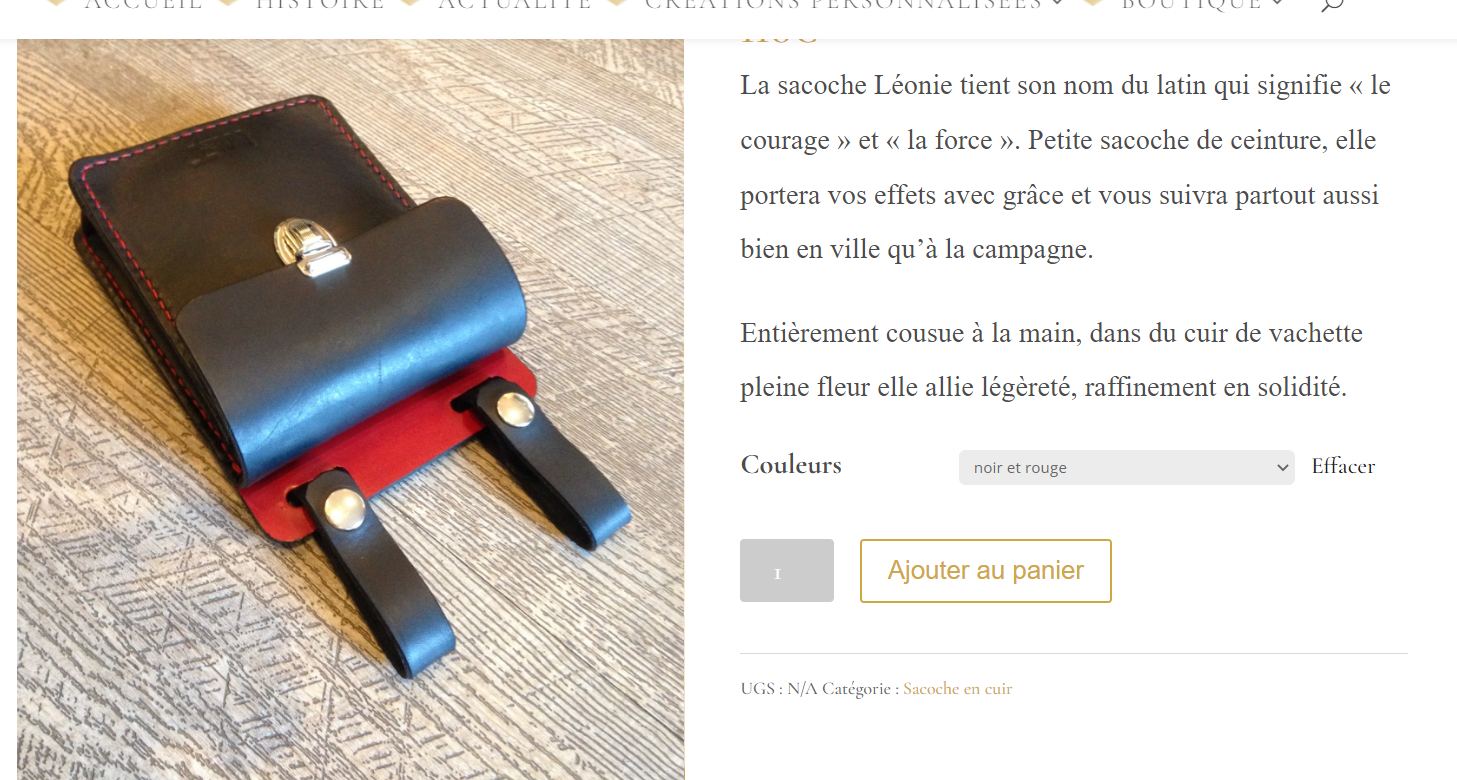 ACCUEIL HISTOIRE ACTUALITÉ CRÉATIONS PERSONNALISÉES BOUTIQUE
La sacoche Léonie tient son nom du latin qui signifie « le
courage » et « la force ». Petite sacoche de ceinture, elle
portera vos effets avec grâce et vous suivra partout aussi
bien en ville qu’à la campagne.
Entièrement cousue à la main, dans du cuir de vachette
pleine fleur elle allie légèreté, raffinement en solidité.
Couleurs noir et rouge Effacer
1 Ajouter au panier
UGS : N/A Catégorie : Sacoche en cuir